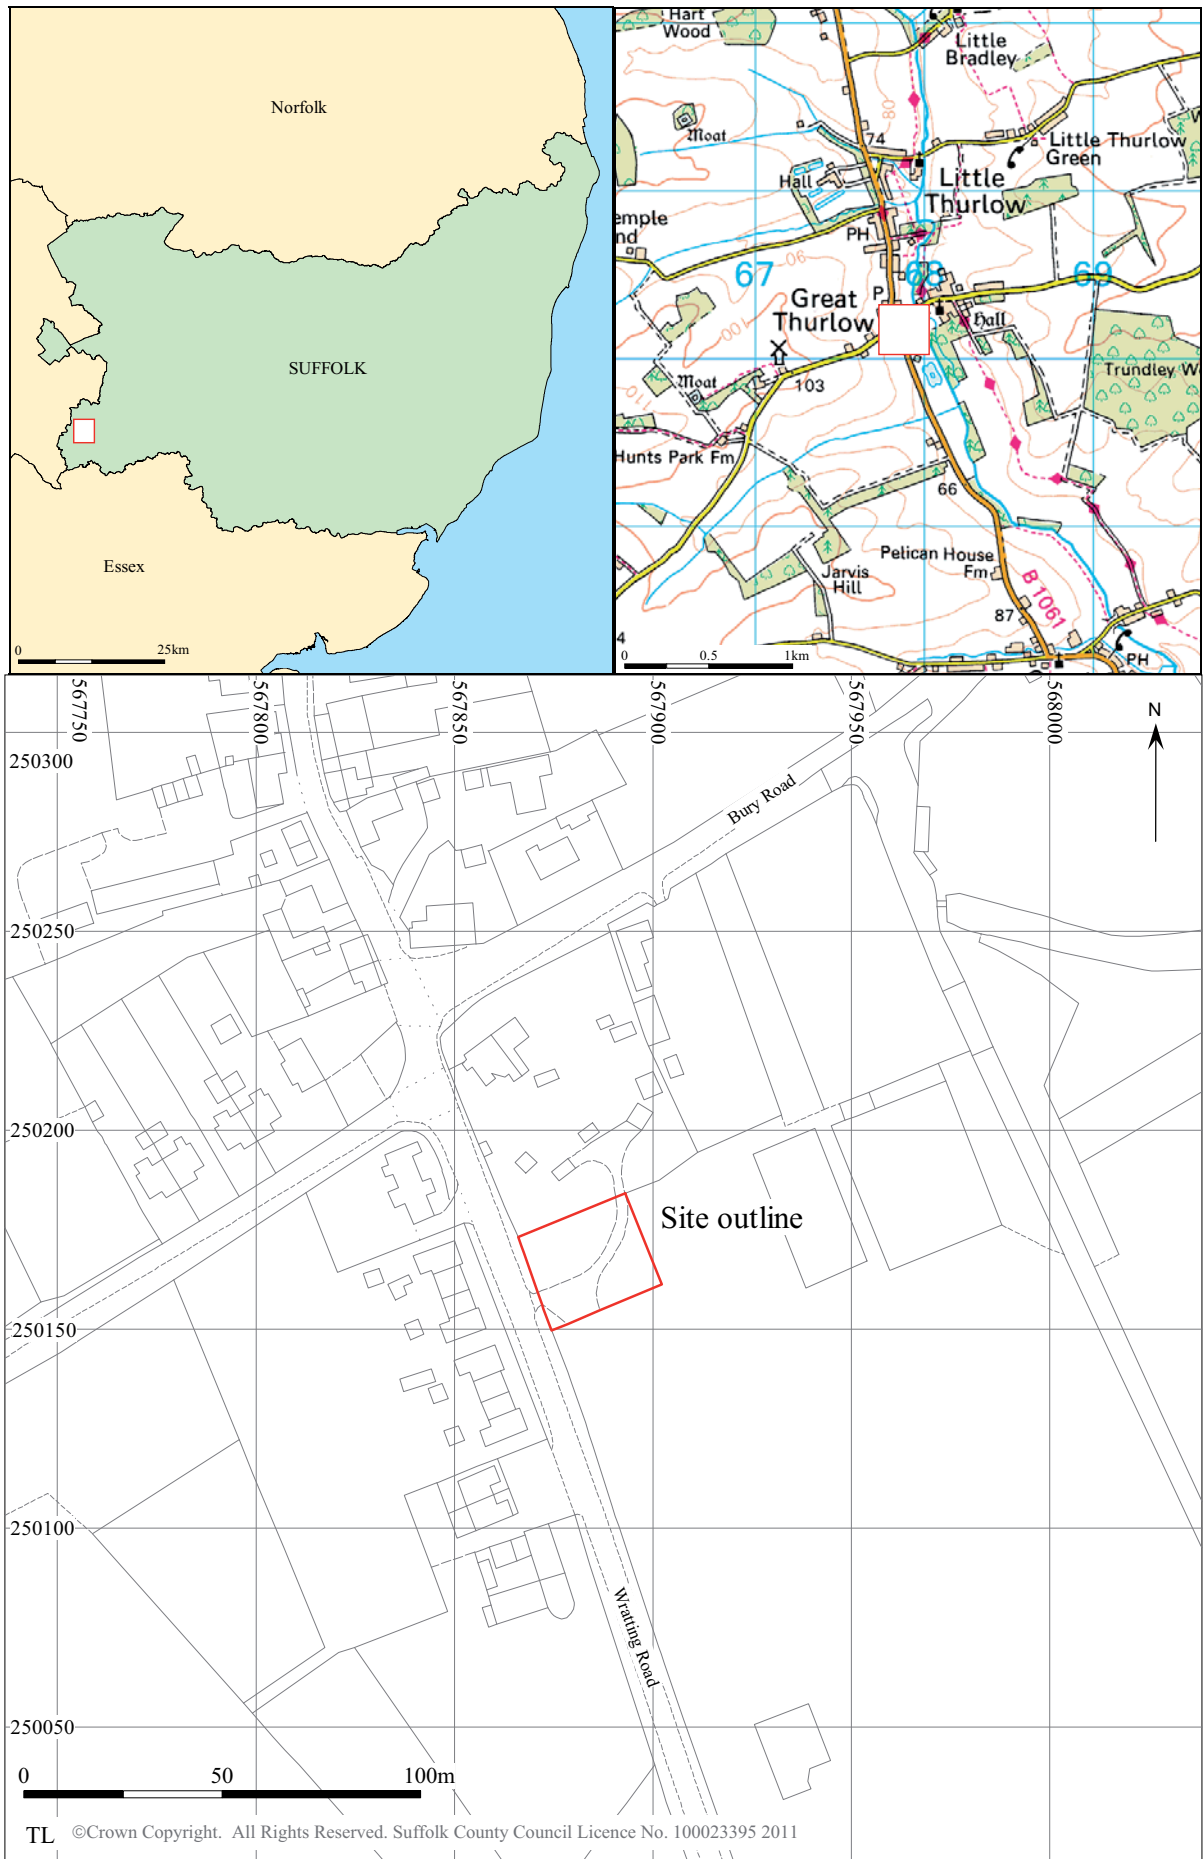 Norfolk
SUFFOLK
Essex
0 25km
Hart
Wood
Little
Bradley
80
Moat
74
Little Thurlow
Green
Hall
Little
Thurlow
emple
nd
PH
67
90
68
69
P
Great
Thurlow
Hall
100
Trundley W
Moat
103
110
Hunts Park Fm
66
Pelican House
Fm
Jarvis
Hill
B 1061
87
4
PH
0 0.5 1km
567750 567800 567850 567900 567950 568000
N
250300
Bury Road
250250
250200
Site outline
250150
250100
Wratting Road
250050
0 50 100m
TL ©Crown Copyright. All Rights Reserved. Suffolk County Council Licence No. 100023395 2011